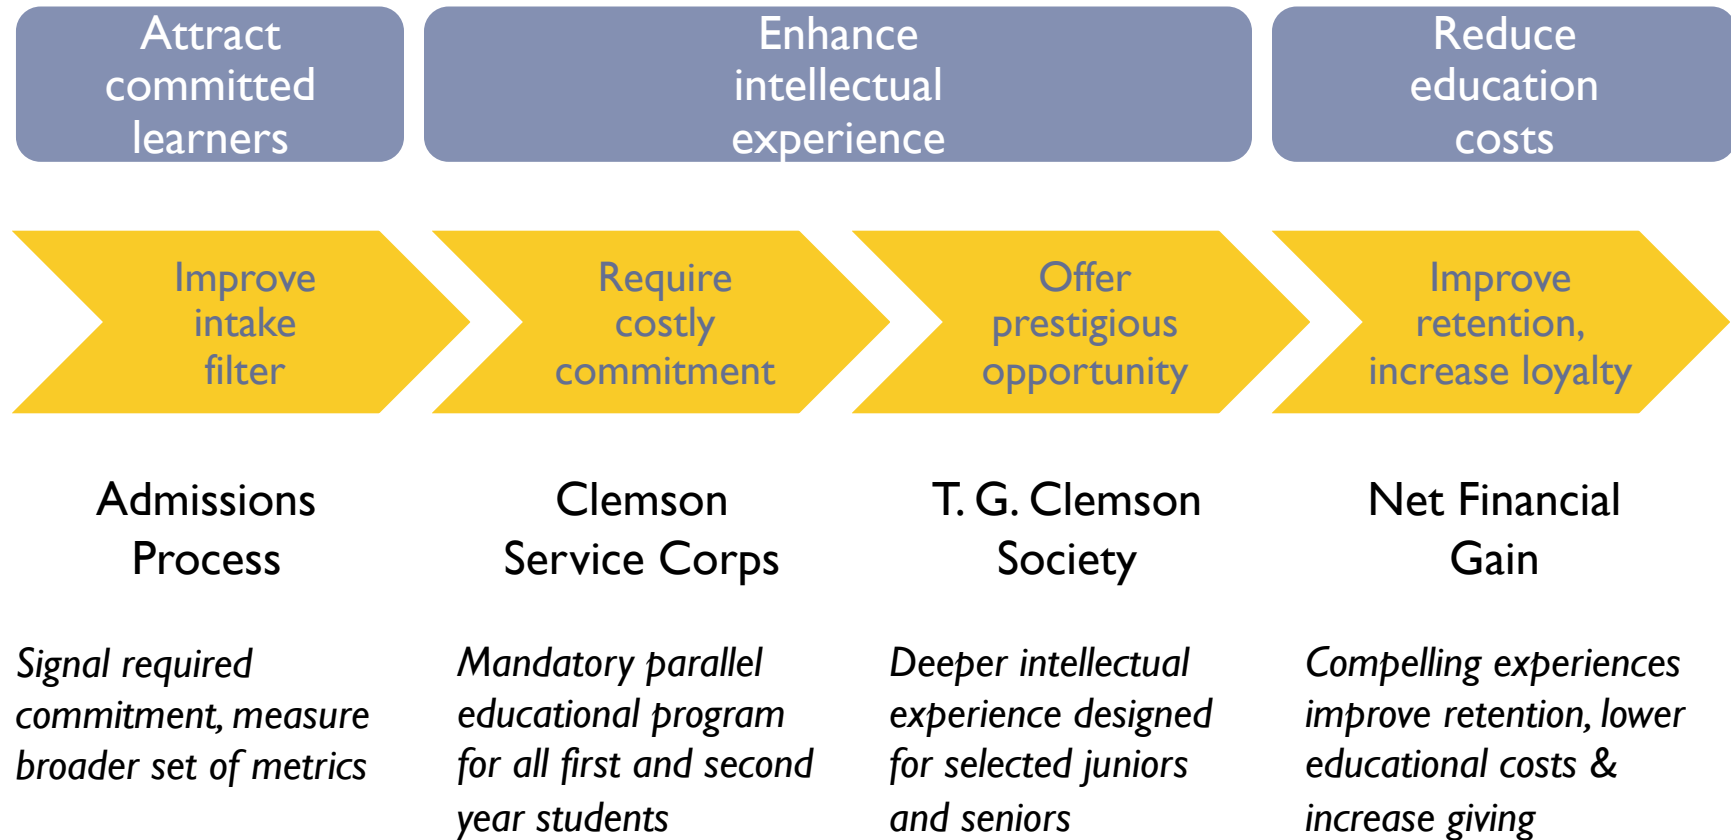 Attract
committed
learners
Enhance
intellectual
experience
Reduce
education
costs
Improve
intake
filter
Require
costly
commitment
Offer
prestigious
opportunity
Improve
retention,
increase loyalty
Admissions
Process
Clemson
Service Corps
T. G. Clemson
Society
Net Financial
Gain
Signal required
commitment, measure
broader set of metrics
Mandatory parallel
educational program
for all first and second
year students
Deeper intellectual
experience designed
for selected juniors
and seniors
Compelling experiences
improve retention, lower
educational costs &
increase giving